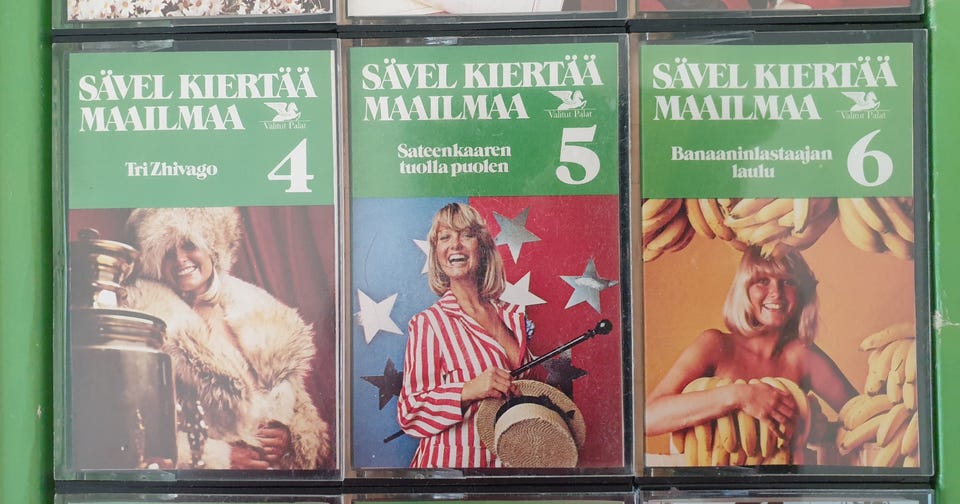 SÄVEL KIERTÄÄ
MAAILMAA
Valitut Palat
Tri Zhivago
4
SÄVEL KIERTÄÄ
MAAILMAA
Valitut Palat
Sateenkaaren
tuolla puolen
5
SÄVEL KIERTÄÄ
MAAILMAA
Valitut Palat
Banaaninlastaajan
laulu
6